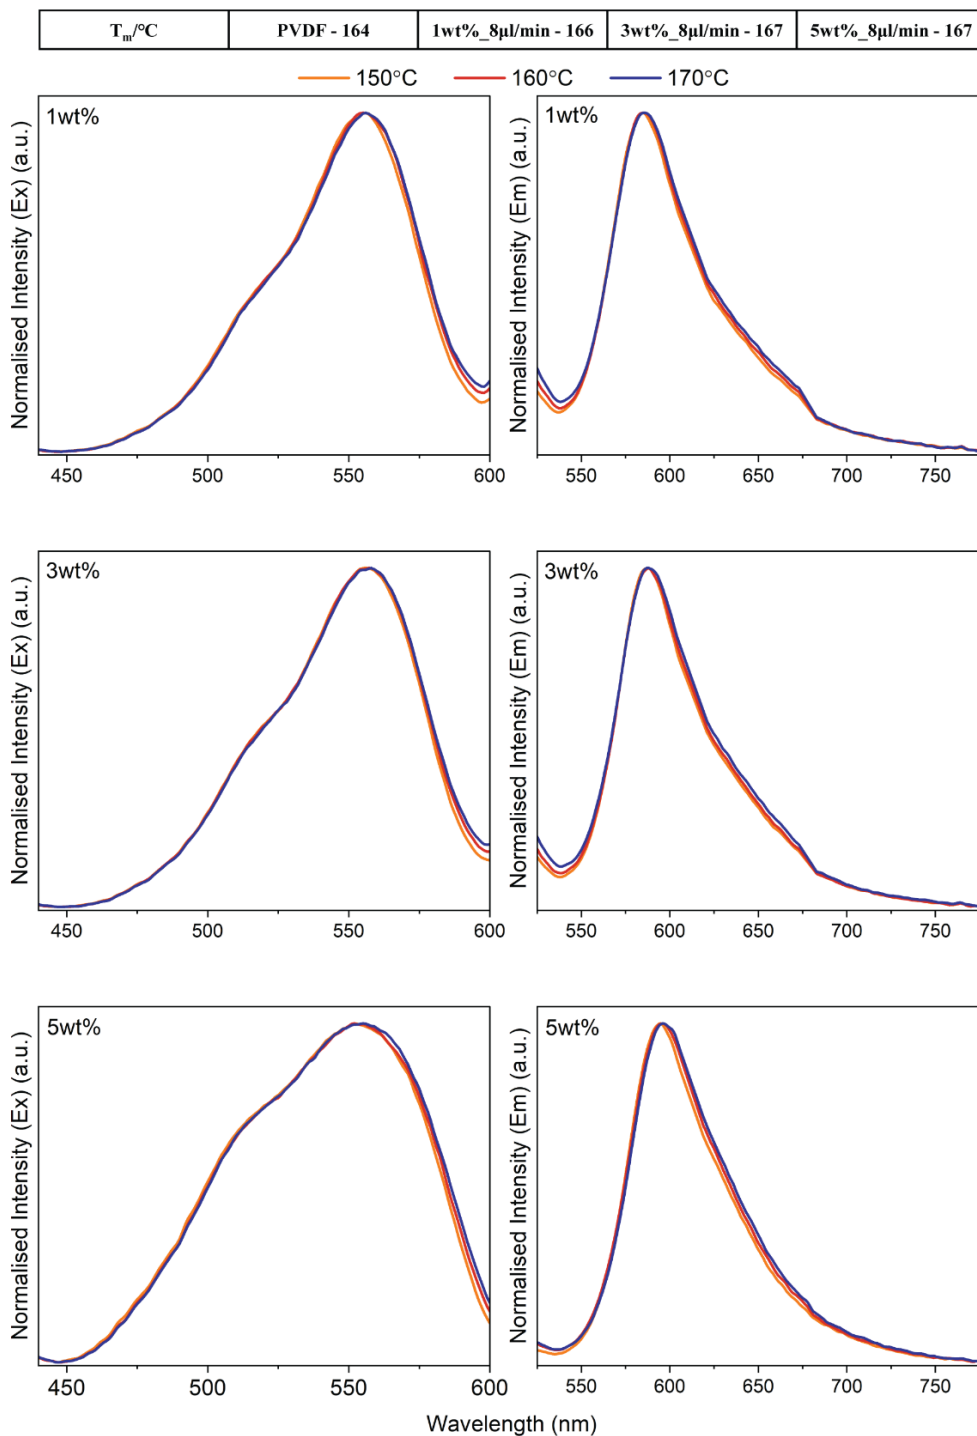 Tm/°C PVDF - 164 1wt%_8μl/min - 166 3wt%_8μl/min - 167 5wt%_8μl/min - 167
150°C 160°C 170°C
1wt%
Normalised Intensity (Ex) (a.u.)
450 500 550 600
1wt%
Normalised Intensity (Em) (a.u.)
550 600 650 700 750
3wt%
Normalised Intensity (Ex) (a.u.)
450 500 550 600
3wt%
Normalised Intensity (Em) (a.u.)
550 600 650 700 750
5wt%
Normalised Intensity (Ex) (a.u.)
450 500 550 600
5wt%
Normalised Intensity (Em) (a.u.)
550 600 650 700 750
Wavelength (nm)